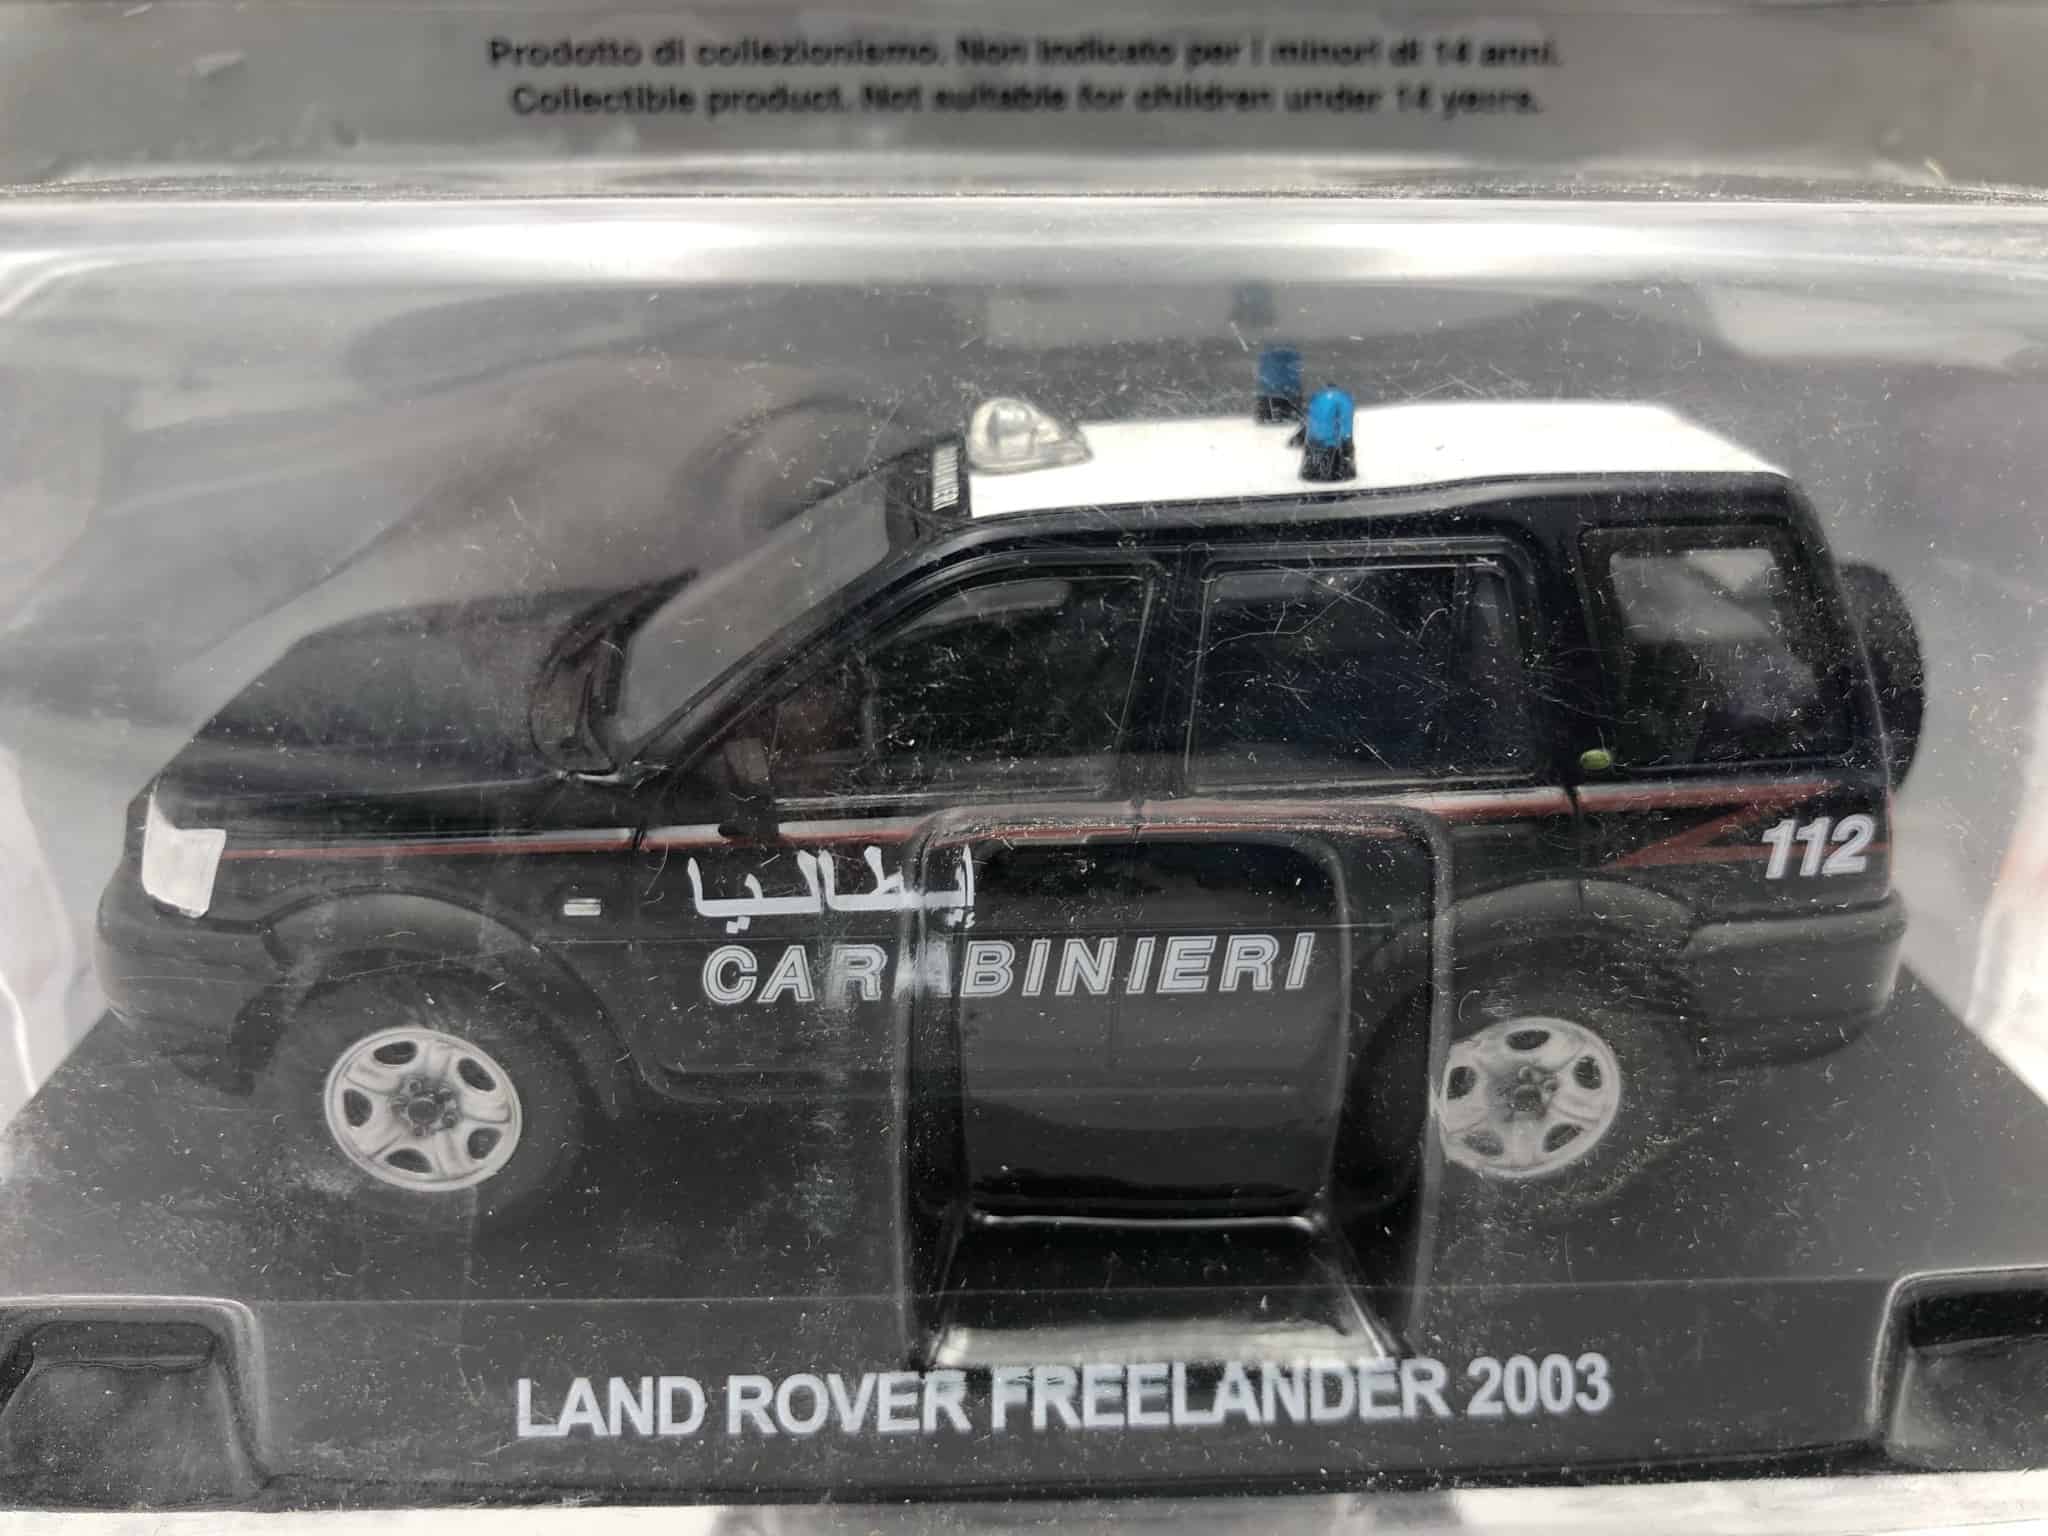 Prodotto di collezionismo. Non indicato per i minori di 14 anni.
Collectible product. Not suitable for children under 14 years.
CARABINIERI
إيطاليا
112
CARABINIERI
LAND ROVER FREELANDER 2003